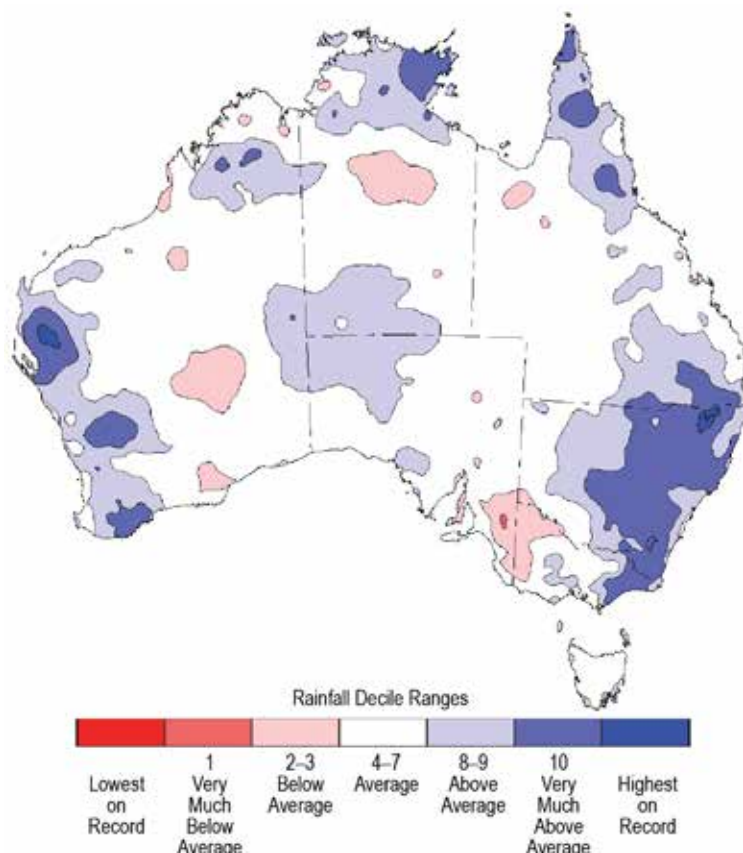 Rainfall Decile Ranges
1 2–3 4–7 8–9 10
Lowest on Record
Very Much Below Average
Below Average
Average
Above Average
Very Much Above Average
Highest on Record